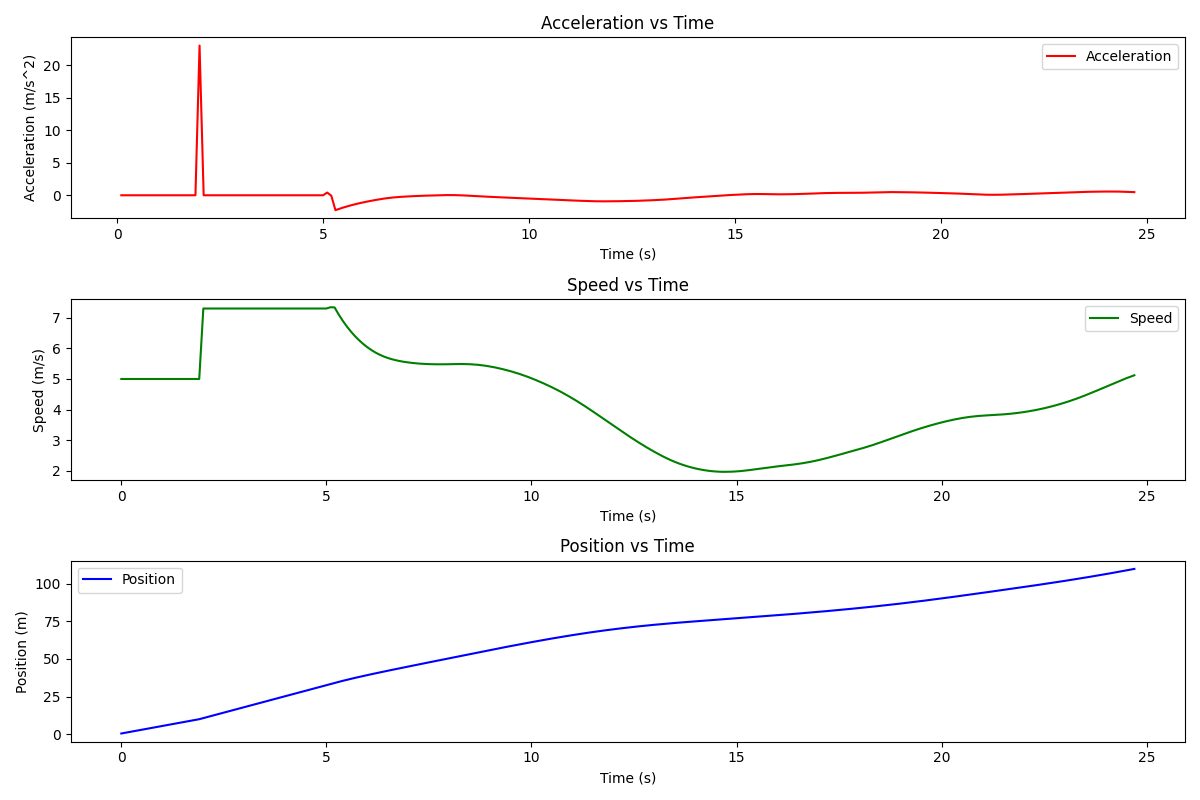 Acceleration vs Time
Acceleration (m/s^2)
20
15
10
5
0
Acceleration
0 5 10 15 20 25
Time (s)
Speed vs Time
Speed (m/s)
7
6
5
4
3
2
Speed
0 5 10 15 20 25
Time (s)
Position vs Time
Position (m)
100
75
50
25
0
Position
0 5 10 15 20 25
Time (s)